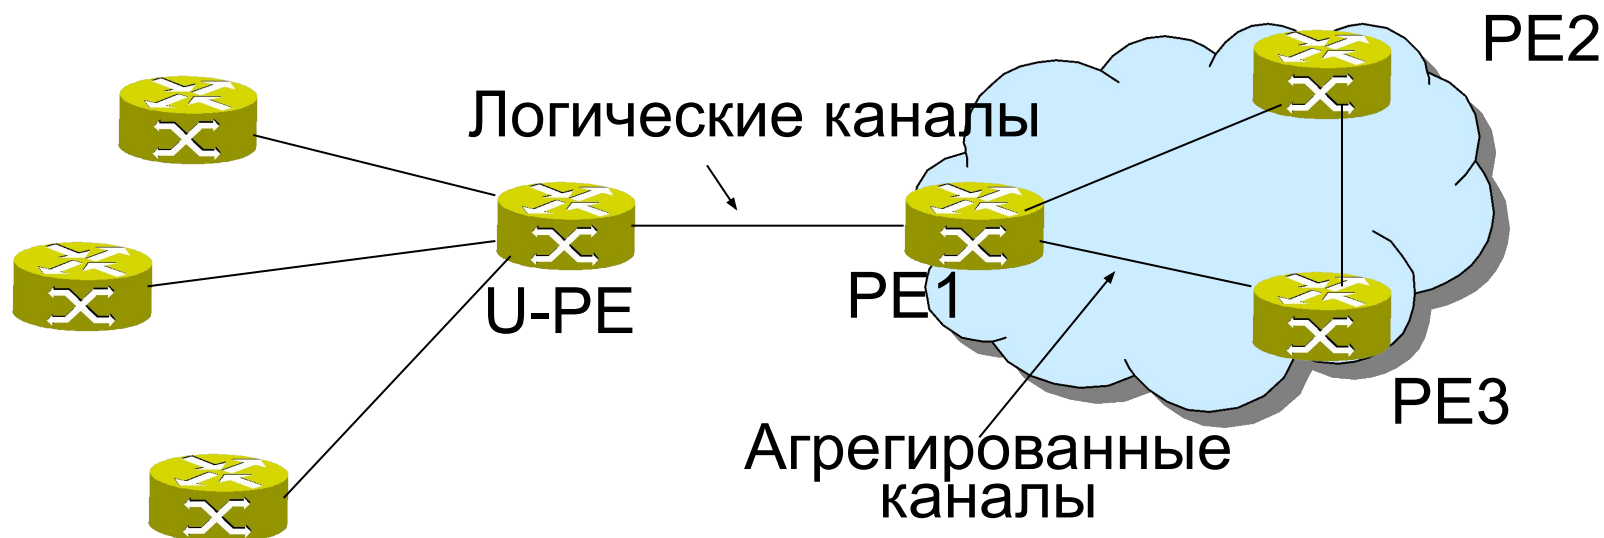 PE2
Логические каналы
U-PE
PE1
PE3
Агрегированные
каналы